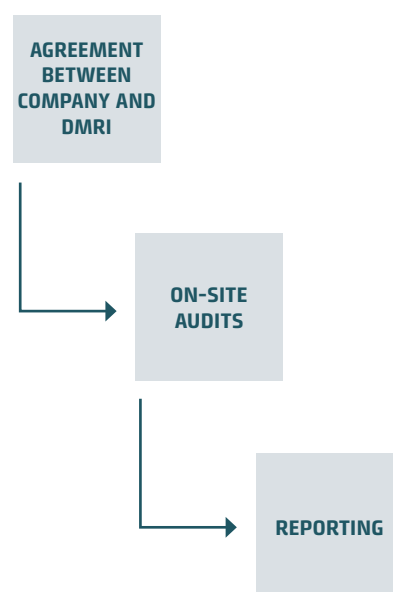 AGREEMENT
BETWEEN
COMPANY AND
DMRI
ON-SITE
AUDITS
REPORTING